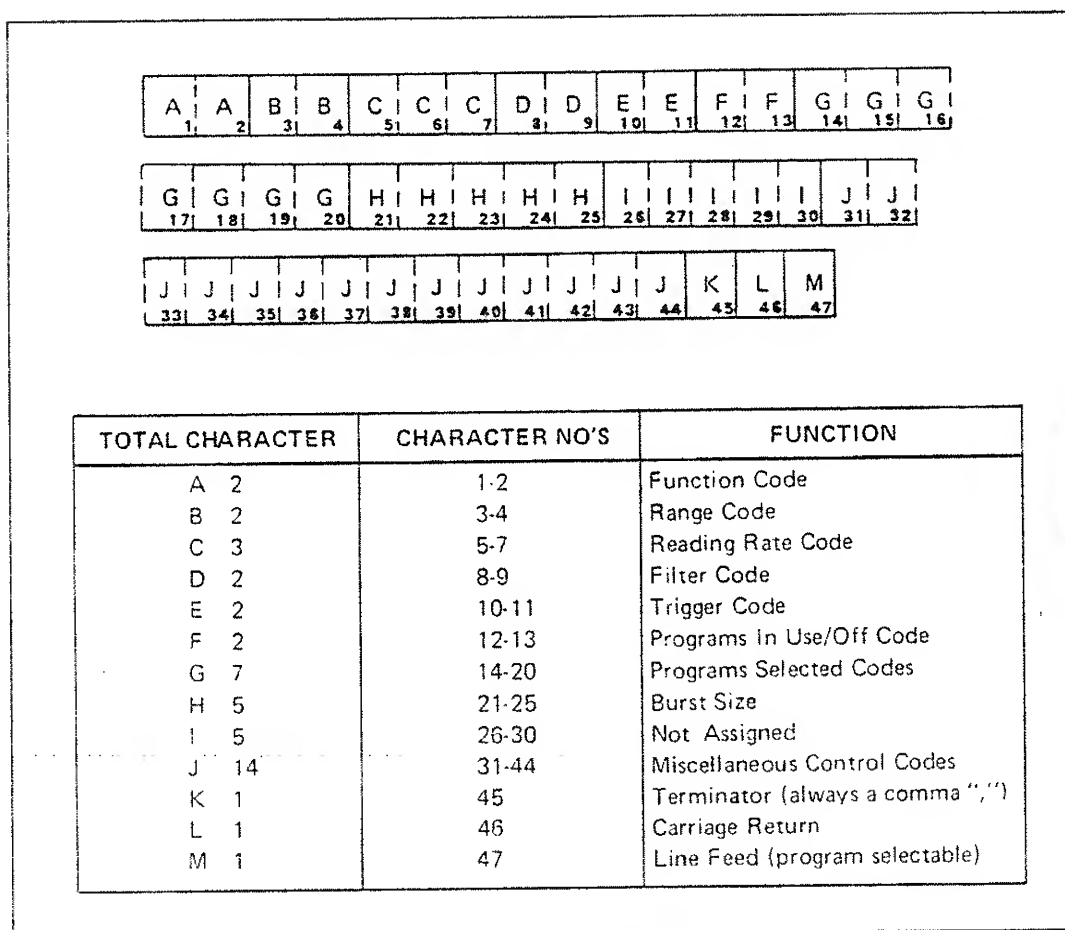 A A B B C C C D D E E F F G G G
1 2 3 4 5 6 7 8 9 10 11 12 13 14 15 16
G G G G H H H H H I I I I I J J
17 18 19 20 21 22 23 24 25 26 27 28 29 30 31 32
J J J J J J J J J J J J K L M
33 34 35 36 37 38 39 40 41 42 43 44 45 46 47
TOTAL CHARACTER CHARACTER NO'S FUNCTION
A 2 1-2 Function Code
B 2 3-4 Range Code
C 3 5-7 Reading Rate Code
D 2 8-9 Filter Code
E 2 10-11 Trigger Code
F 2 12-13 Programs in Use/Off Code
G 7 14-20 Programs Selected Codes
H 5 21-25 Burst Size
I 5 26-30 Not Assigned
J 14 31-44 Miscellaneous Control Codes
K 1 45 Terminator (always a comma ",")
L 1 46 Carriage Return
M 1 47 Line Feed (program selectable)